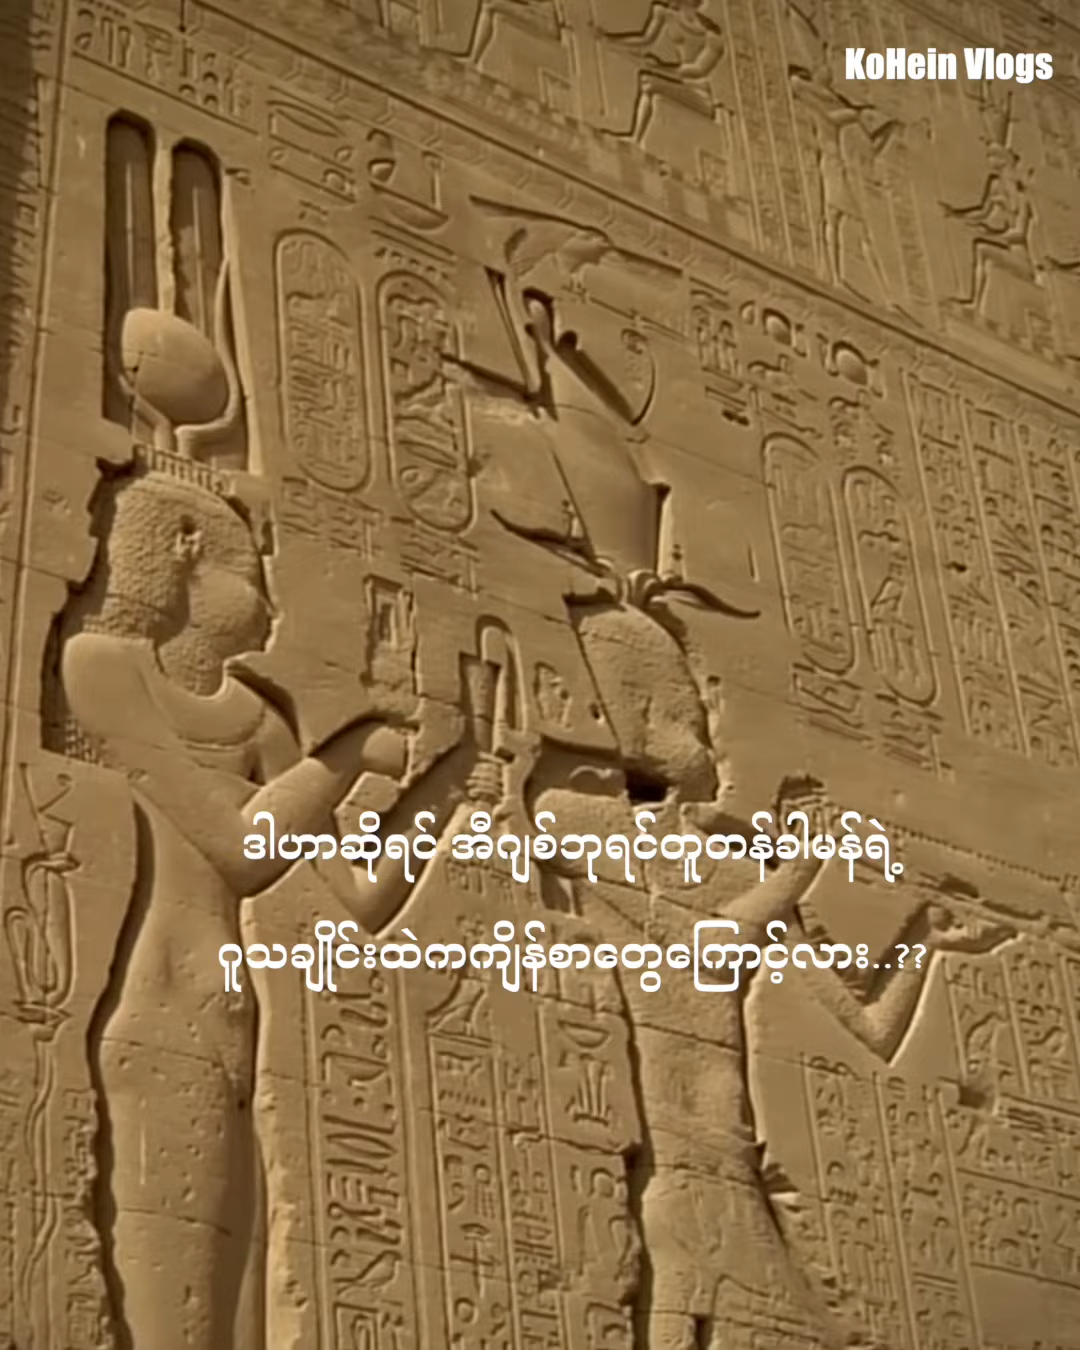 KoHein Vlogs
ဒါဟာဆိုရင် အီဂျစ်ဘုရင်တူတန်ခါမန်ရဲ့
ဂူသချိုင်းထဲကကျိန်စာတွေကြောင့်လား..??